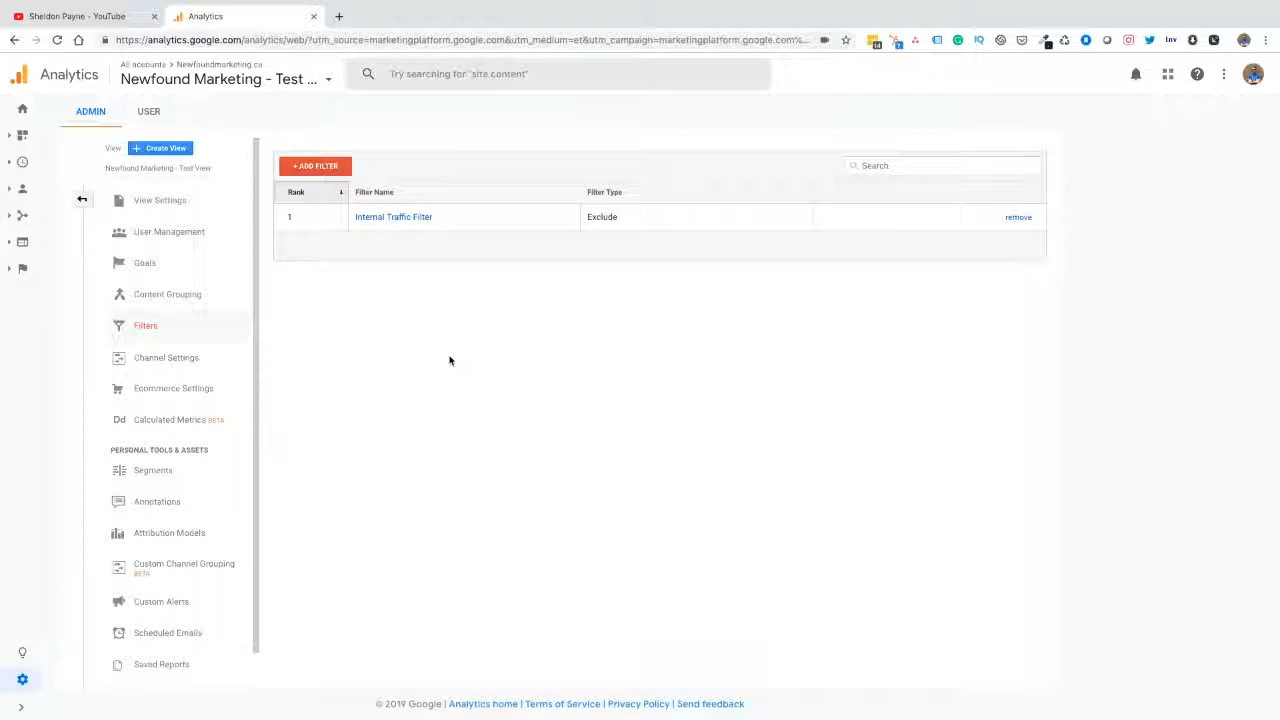 Sheldon Payne - YouTube
Analytics
https://analytics.google.com/analytics/web/?utm_source=marketingplatform.google.com&utm_medium=et&utm_campaign=marketingplatform.google.com%...
Analytics
All accounts > Newfoundmarketing.ca
Newfound Marketing - Test ...
Try searching for "site content"
ADMIN
USER
View
+ Create View
Newfound Marketing - Test View
View Settings
User Management
Goals
Content Grouping
Filters
Channel Settings
Ecommerce Settings
Dd Calculated Metrics BETA
PERSONAL TOOLS & ASSETS
Segments
Annotations
Attribution Models
Custom Channel Grouping
BETA
Custom Alerts
Scheduled Emails
Saved Reports
+ ADD FILTER
Search
Rank Filter Name Filter Type
1 Internal Traffic Filter Exclude remove
© 2019 Google | Analytics home | Terms of Service | Privacy Policy | Send feedback